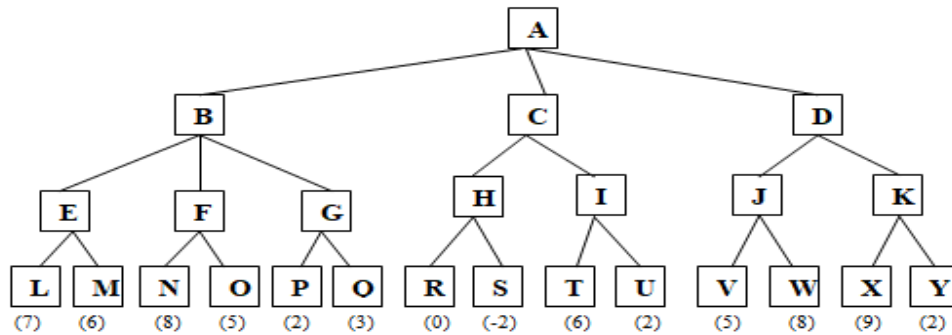 A
B C D
E F G H I J K
L M N O P Q R S T U V W X Y
(7) (6) (8) (5) (2) (3) (0) (-2) (6) (2) (5) (8) (9) (2)